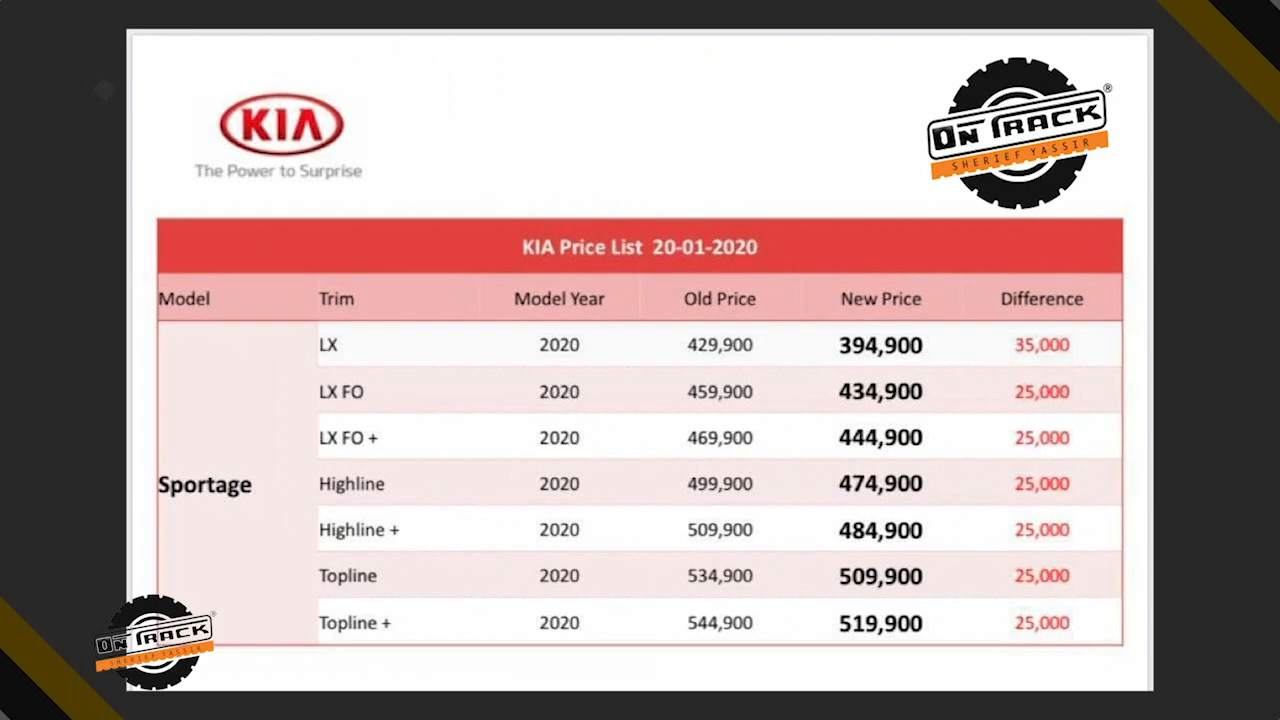 KIA
The Power to Surprise
ON TRACK ®
SHERIEF YASSIR
KIA Price List 20-01-2020
Model Trim Model Year Old Price New Price Difference
LX 2020 429,900 394,900 35,000
LX FO 2020 459,900 434,900 25,000
LX FO + 2020 469,900 444,900 25,000
Sportage Highline 2020 499,900 474,900 25,000
Highline + 2020 509,900 484,900 25,000
Topline 2020 534,900 509,900 25,000
Topline + 2020 544,900 519,900 25,000
ON TRACK ®
SHERIEF YASSIR